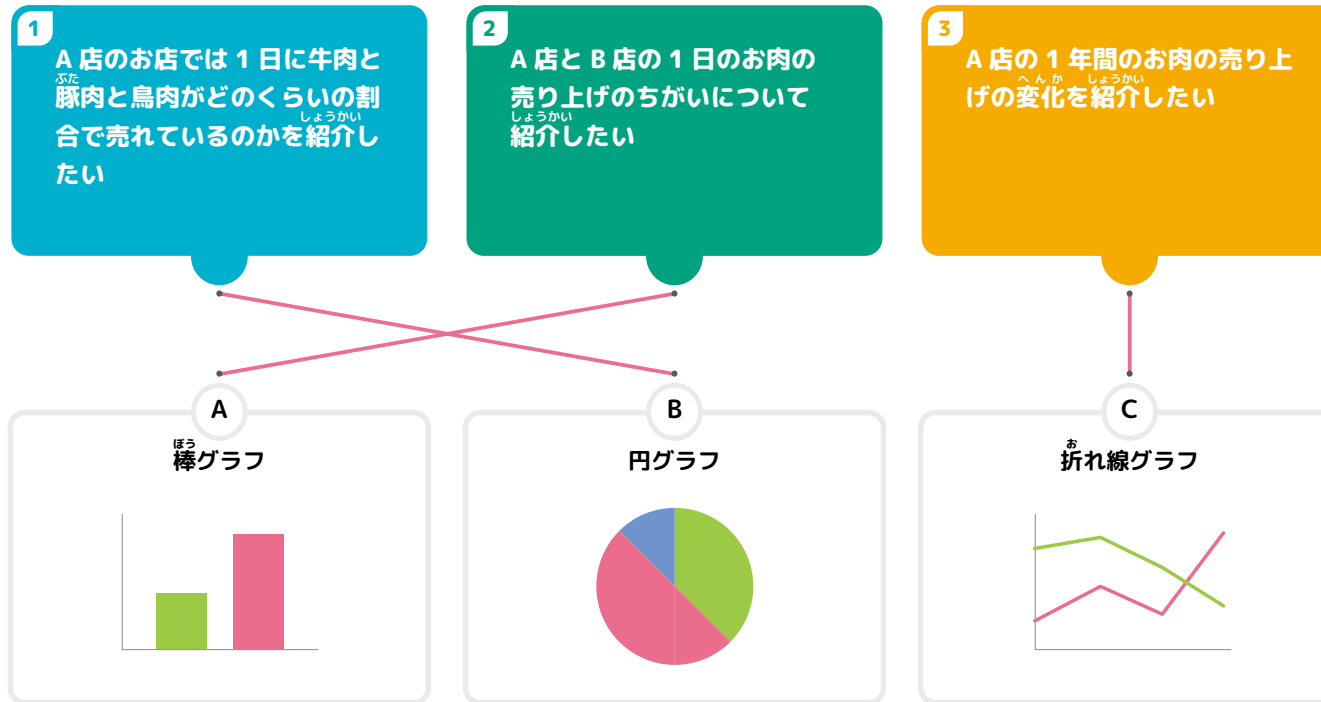 1
A 店のお店では 1 日に牛肉と
豚肉と鳥肉がどのくらいの割
ぶた
合で売れているのかを紹介し
しょうかい
たい
2
A 店と B 店の 1 日のお肉の
売り上げのちがいについて
紹介したい
しょうかい
3
A 店の 1 年間のお肉の売り上
げの変化を紹介したい
へんか しょうかい
A
棒グラフ
ぼう
B
円グラフ
C
折れ線グラフ
お